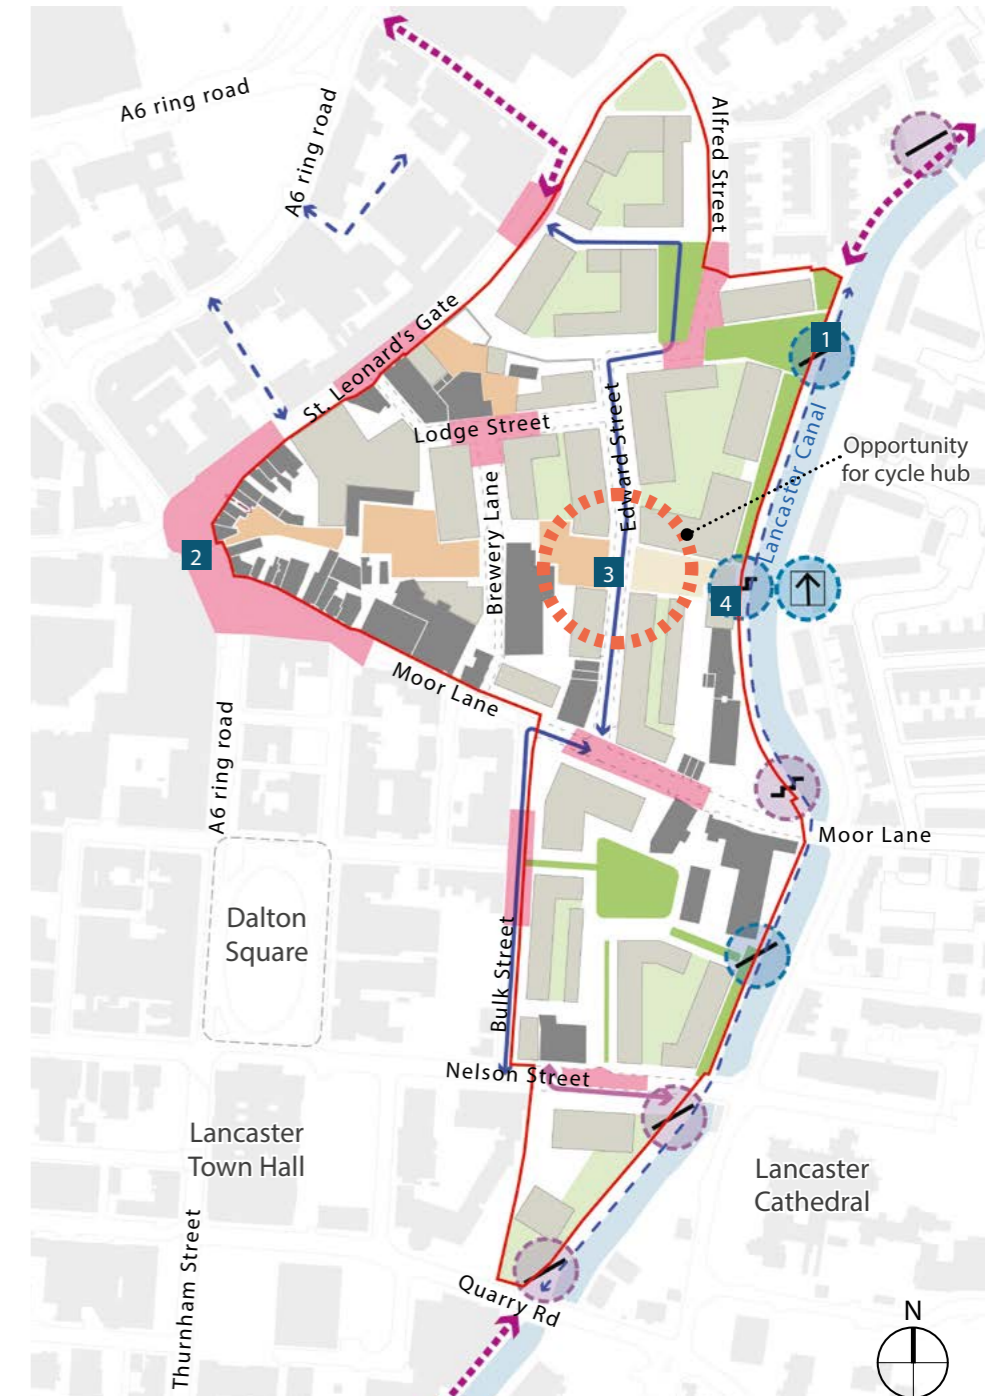 A6 ring road
A6 ring road
Alfred Street
1
St. Leonard's Gate
Lodge Street
Edward Street
Lancaster Canal
Opportunity
for cycle hub
Brewery Lane
2
3
4
Moor Lane
A6 ring road
Moor Lane
Dalton
Square
Bulk Street
Nelson Street
Lancaster
Town Hall
Lancaster
Cathedral
Thurnham Street
Quarry Rd
N